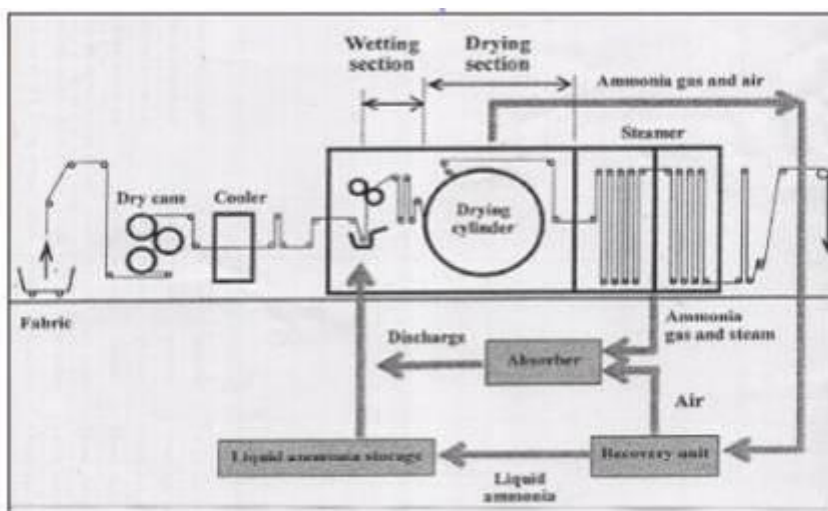 Wetting
section
Drying
section
Ammonia gas and air
Steamer
Dry cans
Cooler
Drying
cylinder
Fabric
Ammonia
gas and steam
Discharge
Absorber
Air
Liquid ammonia storage
Recovery unit
Liquid
ammonia